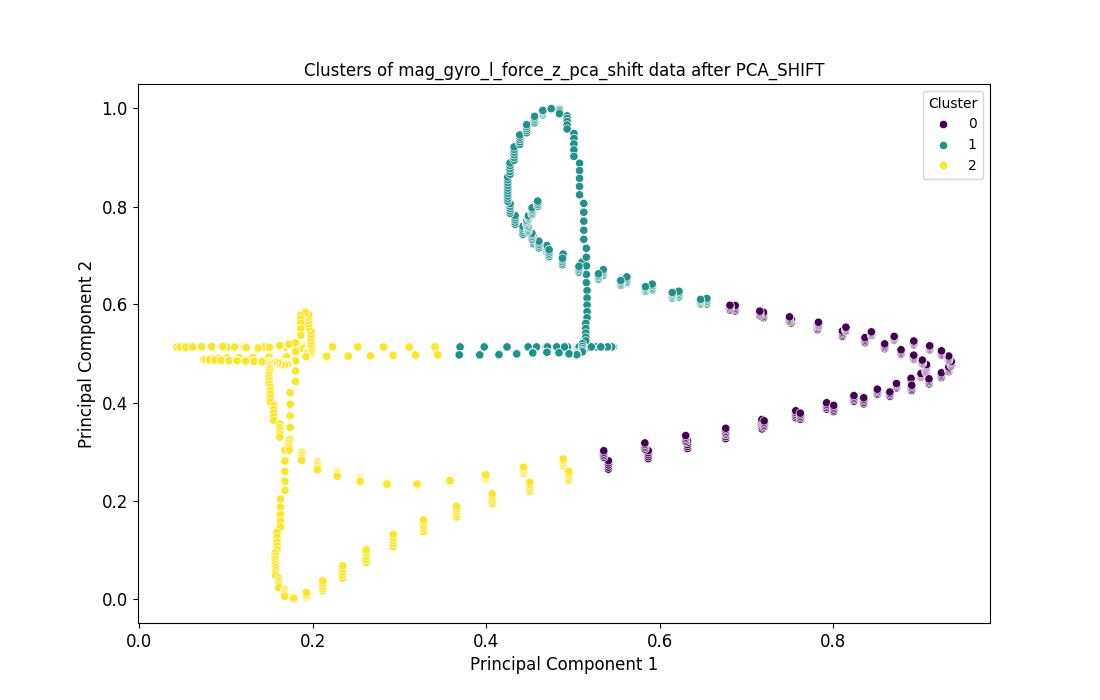 Clusters of mag_gyro_l_force_z_pca_shift data after PCA_SHIFT
Cluster
0
1
2
1.0
0.8
0.6
0.4
0.2
0.0
Principal Component 2
0.0 0.2 0.4 0.6 0.8
Principal Component 1